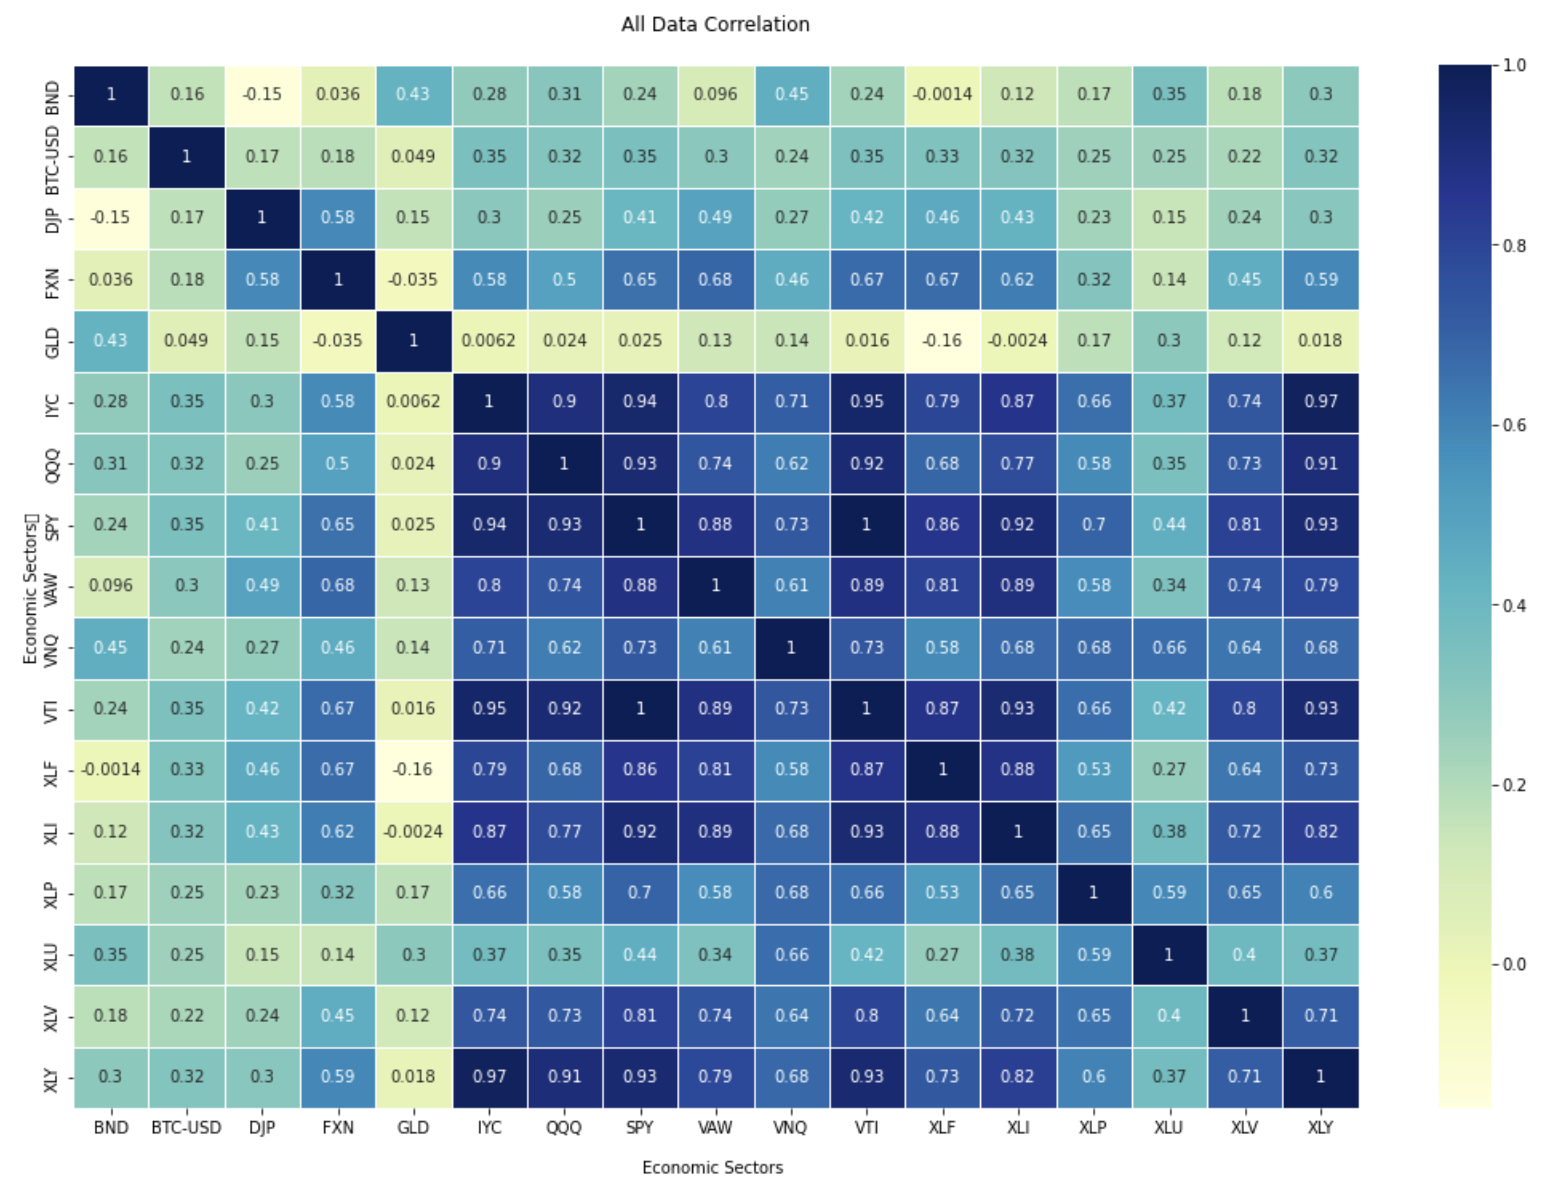 All Data Correlation
BND 1 0.16 -0.15 0.036 0.43 0.28 0.31 0.24 0.096 0.45 0.24 -0.0014 0.12 0.17 0.35 0.18 0.3
BTC-USD 0.16 1 0.17 0.18 0.049 0.35 0.32 0.35 0.3 0.24 0.35 0.33 0.32 0.25 0.25 0.22 0.32
DJP -0.15 0.17 1 0.58 0.15 0.3 0.25 0.41 0.49 0.27 0.42 0.46 0.43 0.23 0.15 0.24 0.3
FXN 0.036 0.18 0.58 1 -0.035 0.58 0.5 0.65 0.68 0.46 0.67 0.67 0.62 0.32 0.14 0.45 0.59
GLD 0.43 0.049 0.15 -0.035 1 0.0062 0.024 0.025 0.13 0.14 0.016 -0.16 -0.0024 0.17 0.3 0.12 0.018
IYC 0.28 0.35 0.3 0.58 0.0062 1 0.9 0.94 0.8 0.71 0.95 0.79 0.87 0.66 0.37 0.74 0.97
QQQ 0.31 0.32 0.25 0.5 0.024 0.9 1 0.93 0.74 0.62 0.92 0.68 0.77 0.58 0.35 0.73 0.91
SPY 0.24 0.35 0.41 0.65 0.025 0.94 0.93 1 0.88 0.73 1 0.86 0.92 0.7 0.44 0.81 0.93
VAW 0.096 0.3 0.49 0.68 0.13 0.8 0.74 0.88 1 0.61 0.89 0.81 0.89 0.58 0.34 0.74 0.79
VNQ 0.45 0.24 0.27 0.46 0.14 0.71 0.62 0.73 0.61 1 0.73 0.58 0.68 0.68 0.66 0.64 0.68
VTI 0.24 0.35 0.42 0.67 0.016 0.95 0.92 1 0.89 0.73 1 0.87 0.93 0.66 0.42 0.8 0.93
XLF -0.0014 0.33 0.46 0.67 -0.16 0.79 0.68 0.86 0.81 0.58 0.87 1 0.88 0.53 0.27 0.64 0.73
XLI 0.12 0.32 0.43 0.62 -0.0024 0.87 0.77 0.92 0.89 0.68 0.93 0.88 1 0.65 0.38 0.72 0.82
XLP 0.17 0.25 0.23 0.32 0.17 0.66 0.58 0.7 0.58 0.68 0.66 0.53 0.65 1 0.59 0.65 0.6
XLU 0.35 0.25 0.15 0.14 0.3 0.37 0.35 0.44 0.34 0.66 0.42 0.27 0.38 0.59 1 0.4 0.37
XLV 0.18 0.22 0.24 0.45 0.12 0.74 0.73 0.81 0.74 0.64 0.8 0.64 0.72 0.65 0.4 1 0.71
XLY 0.3 0.32 0.3 0.59 0.018 0.97 0.91 0.93 0.79 0.68 0.93 0.73 0.82 0.6 0.37 0.71 1
BND BTC-USD DJP FXN GLD IYC QQQ SPY VAW VNQ VTI XLF XLI XLP XLU XLV XLY
Economic Sectors
Economic Sectors▯
1.0
0.8
0.6
0.4
0.2
0.0